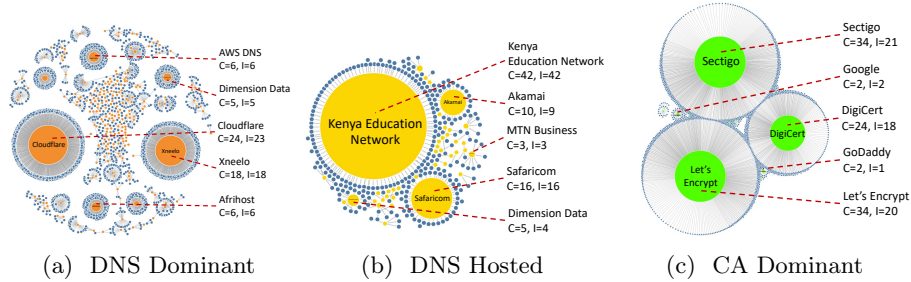 AWS DNS
C=6, I=6
Dimension Data
C=5, I=5
Cloudflare
C=24, I=23
Xneelo
C=18, I=18
Afrihost
C=6, I=6
Cloudflare
Xneelo
(a) DNS Dominant
Kenya
Education Network
C=42, I=42
Akamai
C=10, I=9
MTN Business
C=3, I=3
Safaricom
C=16, I=16
Dimension Data
C=5, I=4
Kenya Education
Network
Akamai
Safaricom
(b) DNS Hosted
Sectigo
C=34, I=21
Google
C=2, I=2
DigiCert
C=24, I=18
GoDaddy
C=2, I=1
Let's Encrypt
C=34, I=20
Sectigo
DigiCert
Let's
Encrypt
(c) CA Dominant